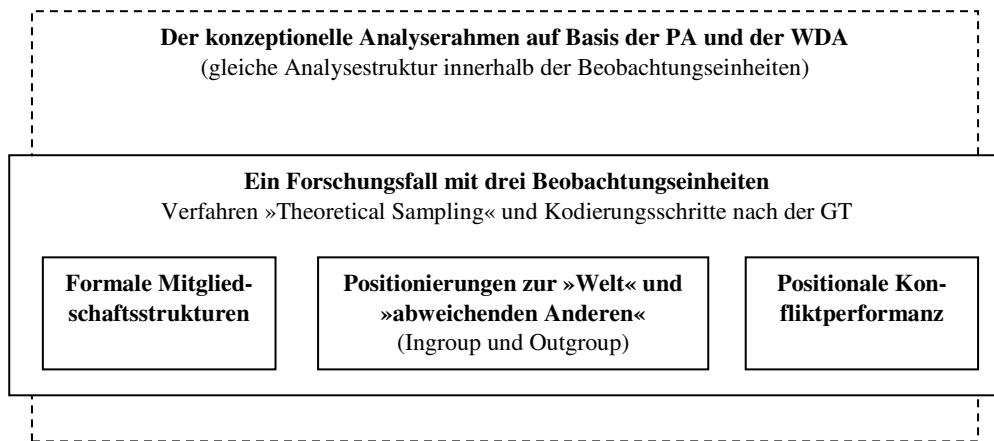 Der konzeptionelle Analyserahmen auf Basis der PA und der WDA
(gleiche Analysestruktur innerhalb der Beobachtungseinheiten)
Ein Forschungsfall mit drei Beobachtungseinheiten
Verfahren »Theoretical Sampling« und Kodierungsschritte nach der GT
Formale Mitglied-
schaftsstrukturen
Positionierungen zur »Welt« und
»abweichenden Anderen«
(Ingroup und Outgroup)
Positionale Kon-
fliktperformanz